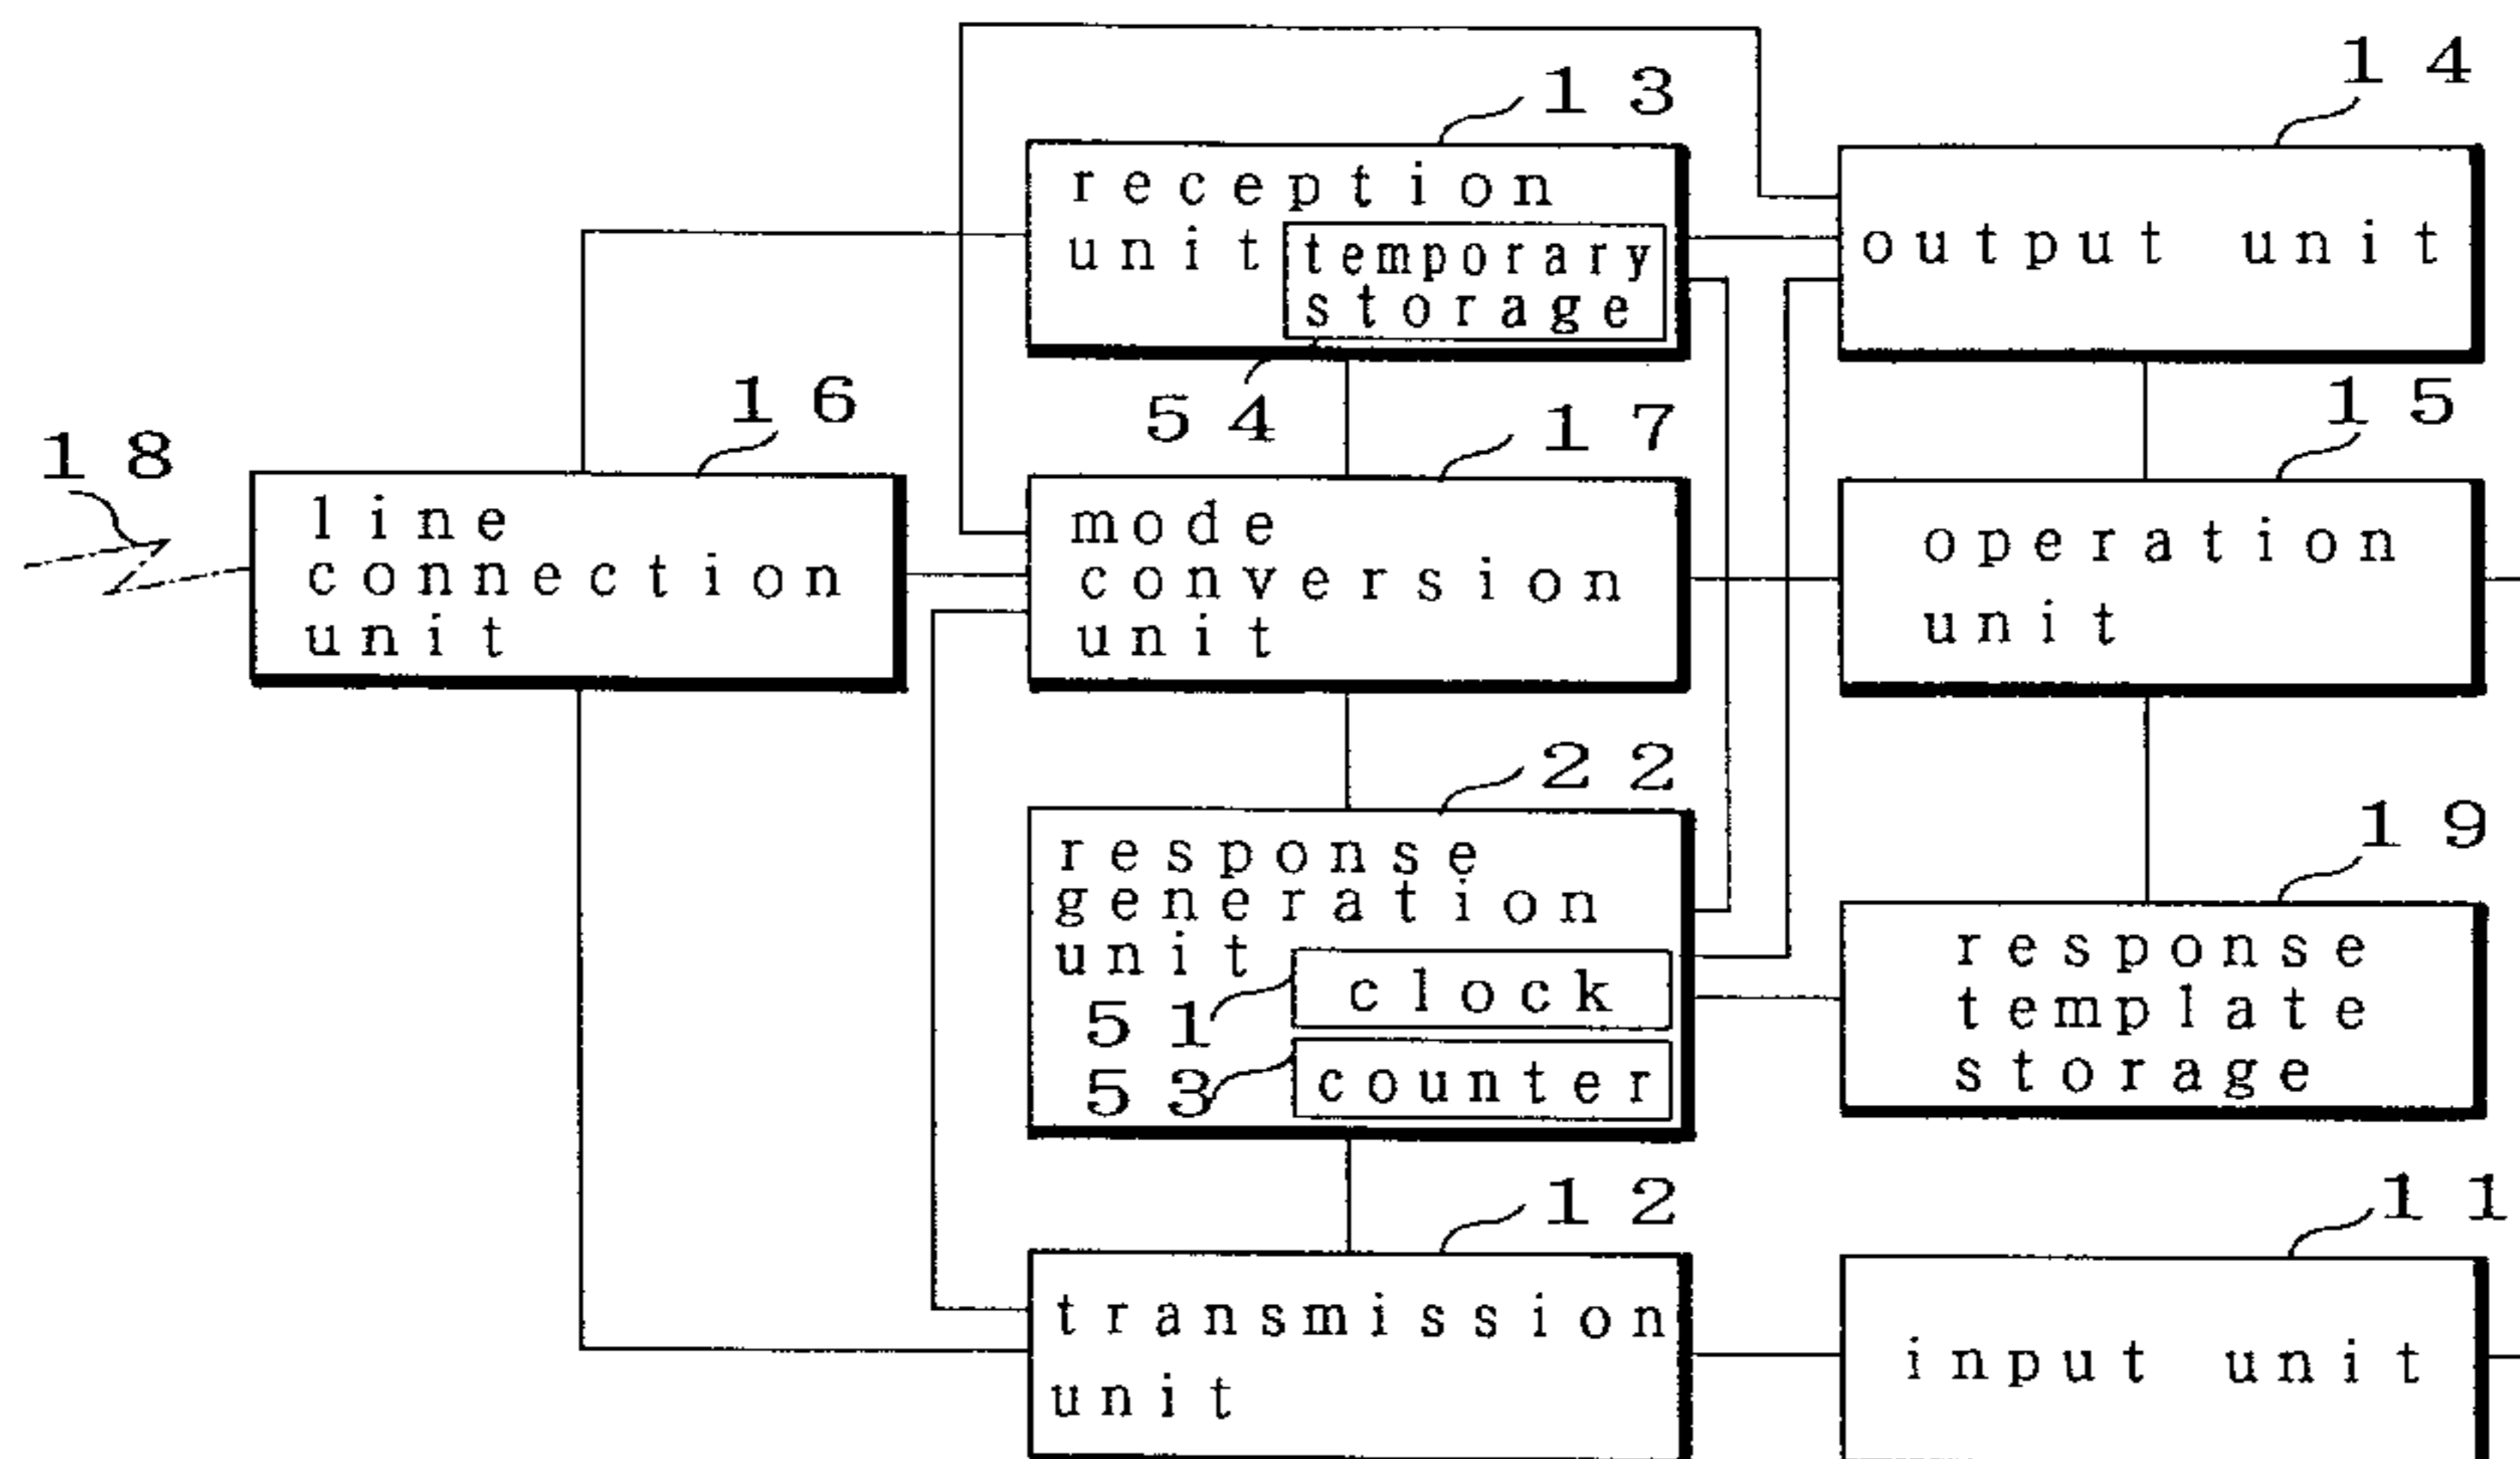 13
14
reception
unit
temporary
storage
output unit
54
16
17
15
18
line
connection
unit
mode
conversion
unit
operation
unit
22
19
response
generation
unit
51
clock
53
counter
response
template
storage
12
11
transmission
unit
input unit